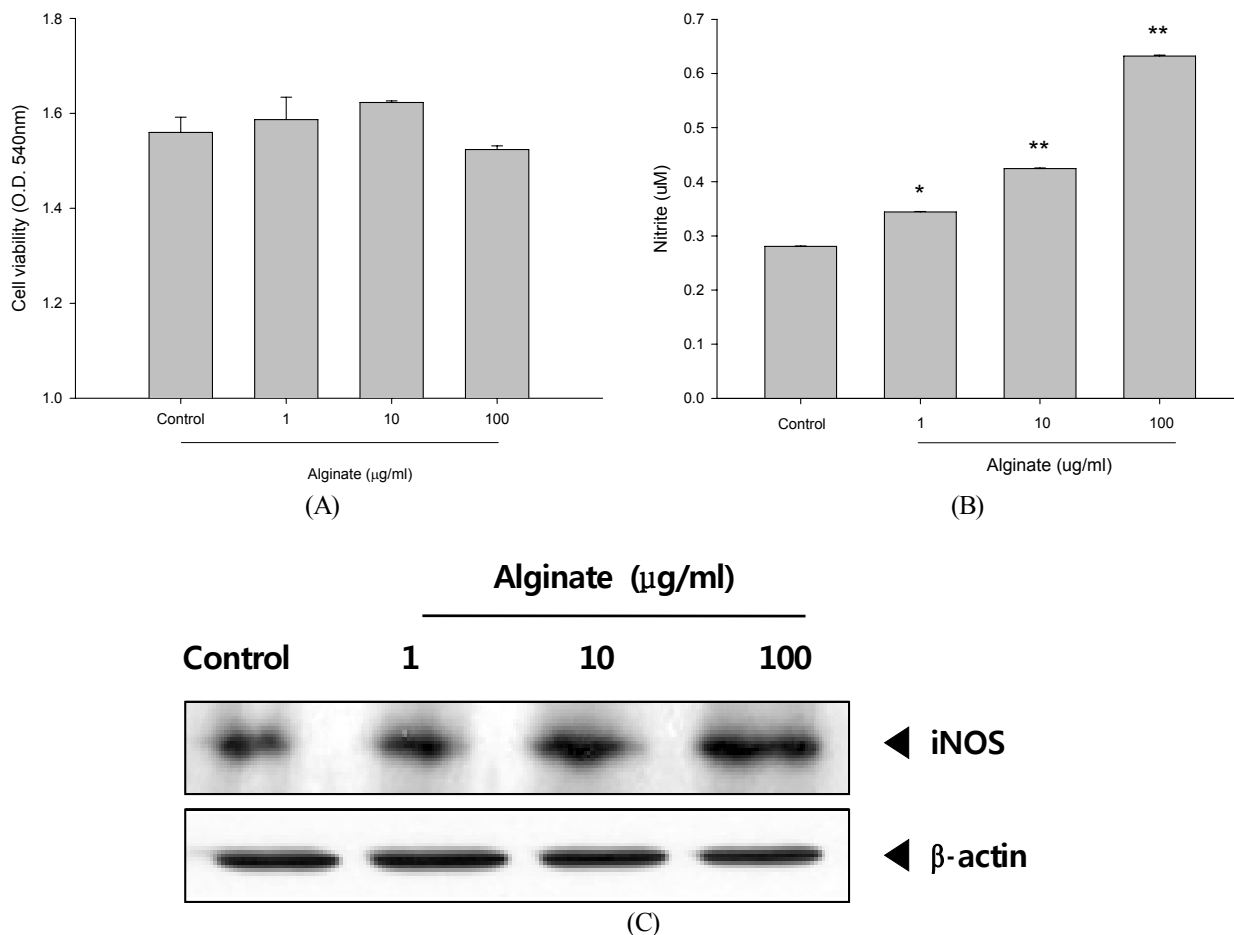 1.8
1.6
1.4
1.2
1.0
Cell viability (O.D. 540nm)
Control 1 10 100
Alginate (μg/ml)
(A)
0.7
0.6
0.5
0.4
0.3
0.2
0.1
0.0
Nitrite (uM)
*
**
**
Control 1 10 100
Alginate (ug/ml)
(B)
Alginate (μg/ml)
Control 1 10 100
iNOS
β-actin
(C)